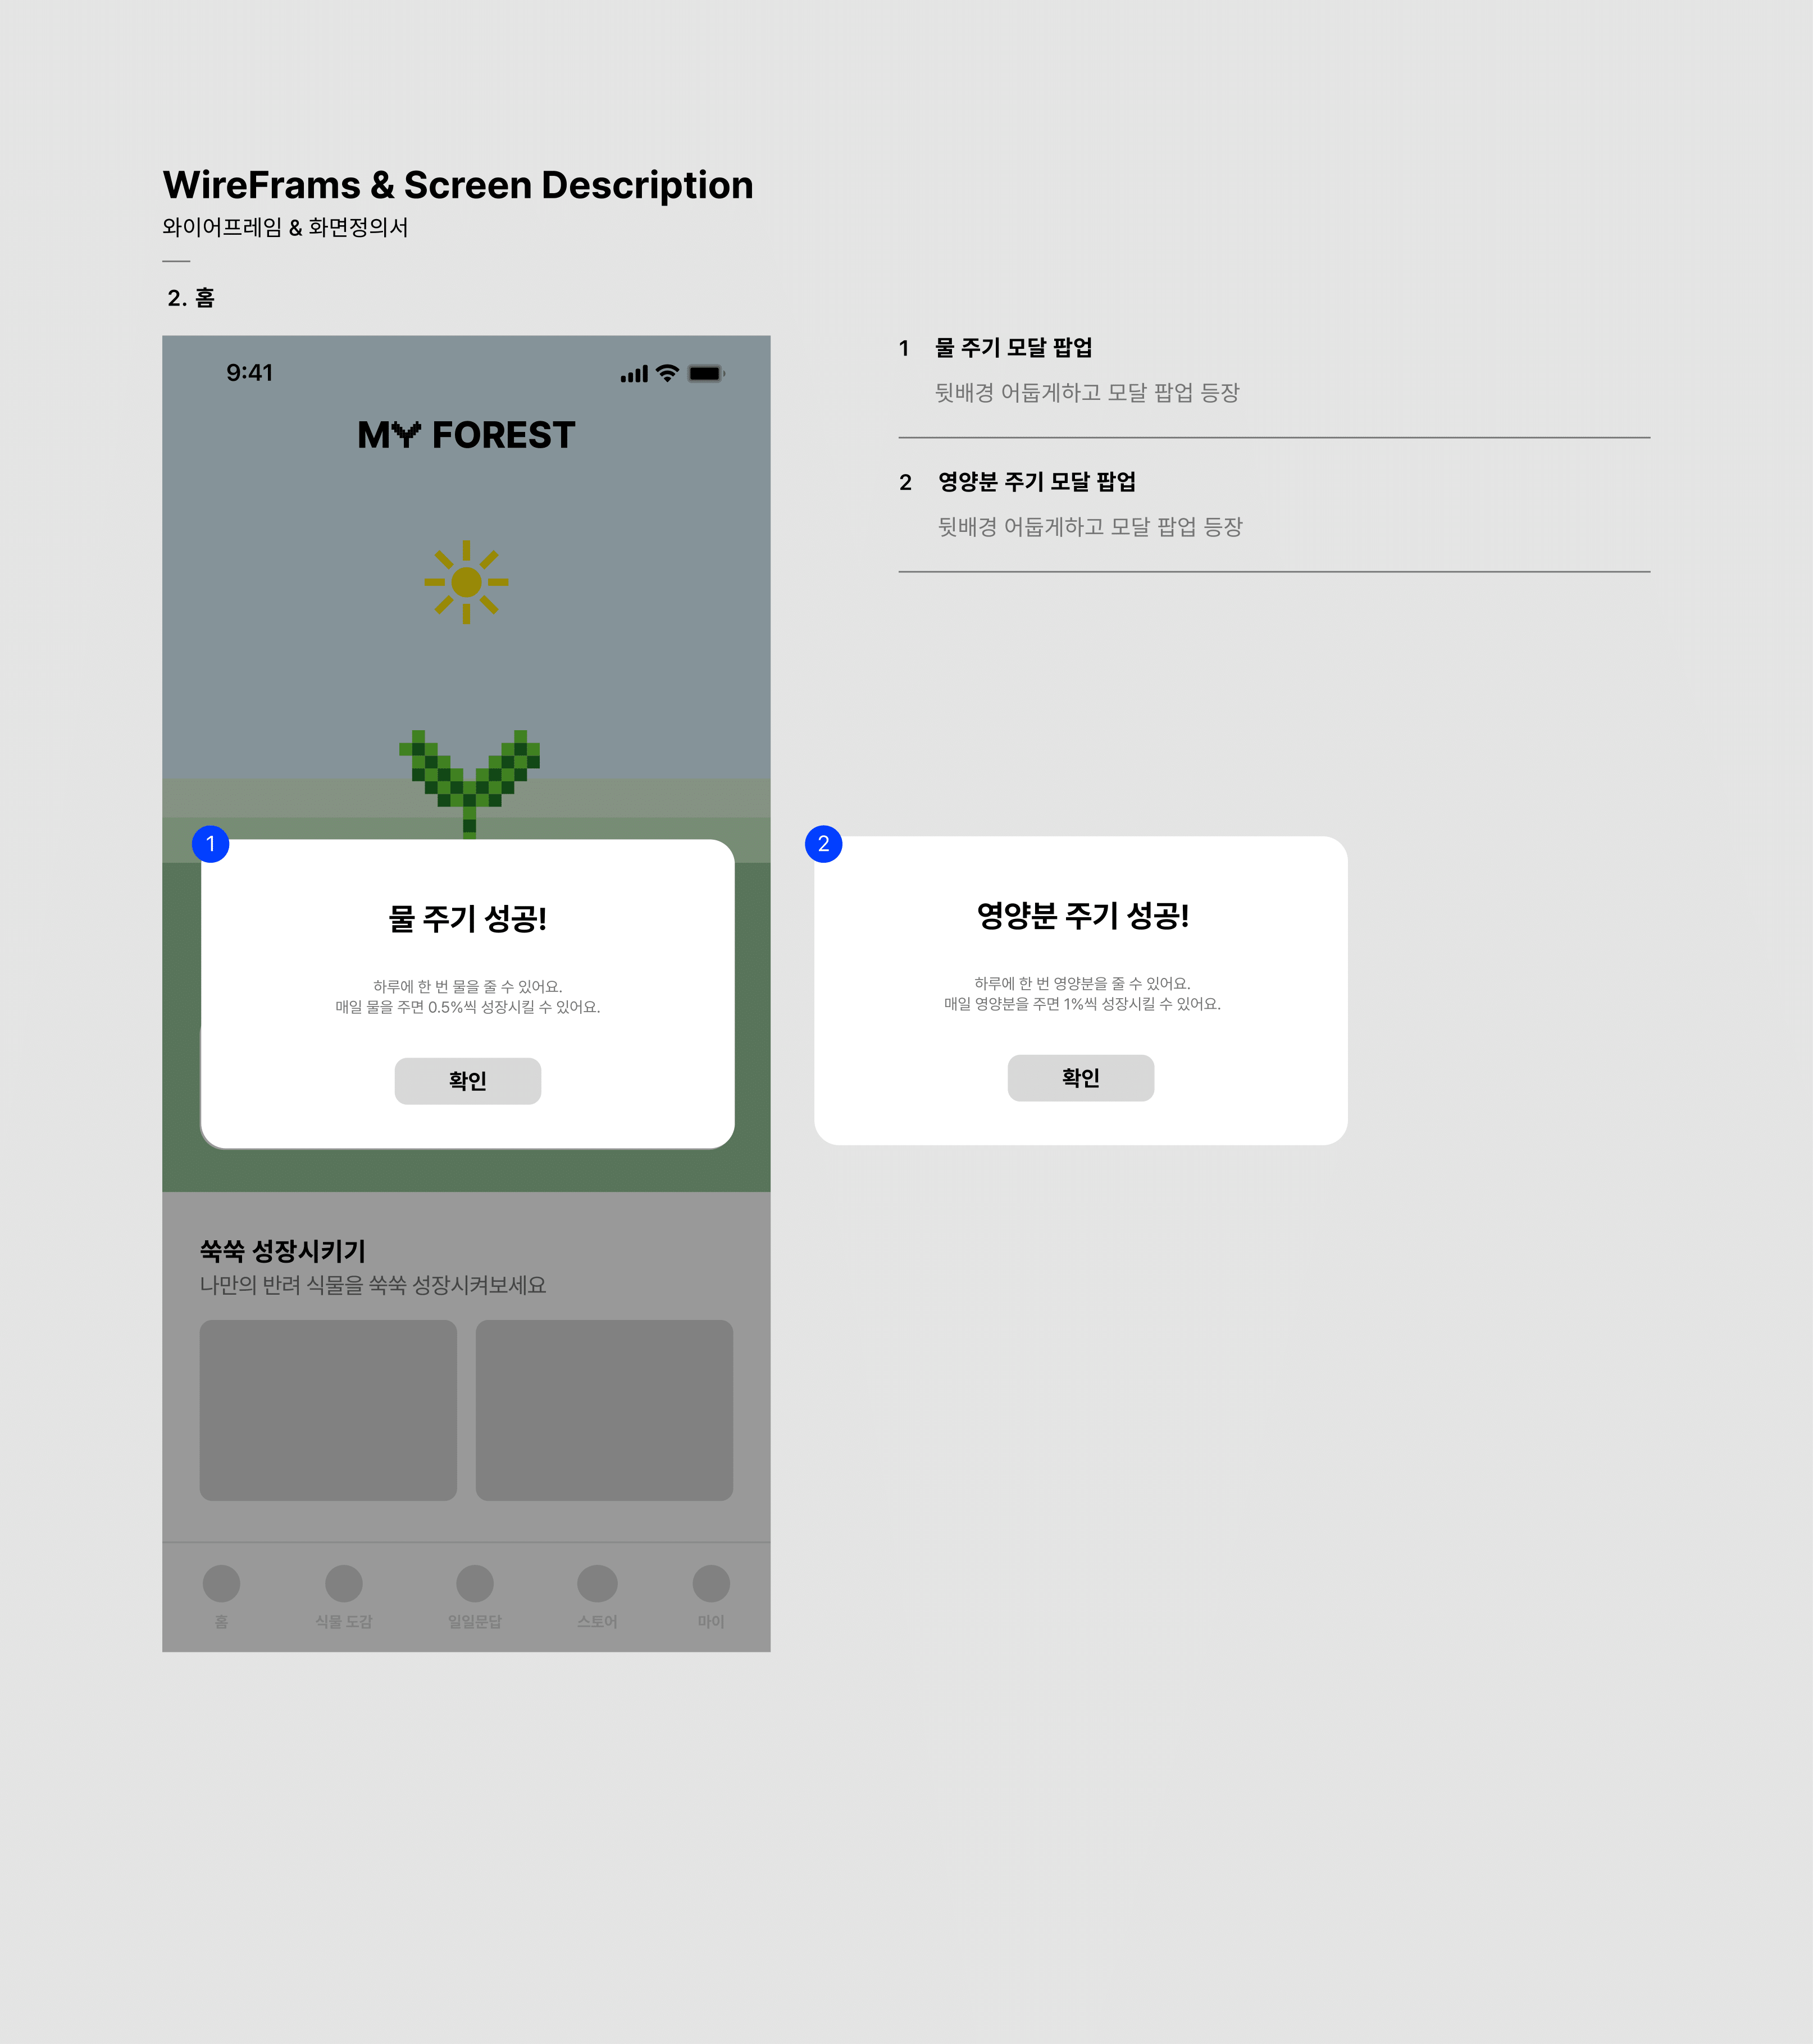 WireFrams & Screen Description
와이어프레임 & 화면정의서
2. 홈
9:41
MY FOREST
1
물 주기 성공!
하루에 한 번 물을 줄 수 있어요.
매일 물을 주면 0.5%씩 성장시킬 수 있어요.
확인
쑥쑥 성장시키기
나만의 반려 식물을 쑥쑥 성장시켜보세요
홈 식물 도감 일일문답 스토어 마이
1 물 주기 모달 팝업
뒷배경 어둡게하고 모달 팝업 등장
2 영양분 주기 모달 팝업
뒷배경 어둡게하고 모달 팝업 등장
2
영양분 주기 성공!
하루에 한 번 영양분을 줄 수 있어요.
매일 영양분을 주면 1%씩 성장시킬 수 있어요.
확인